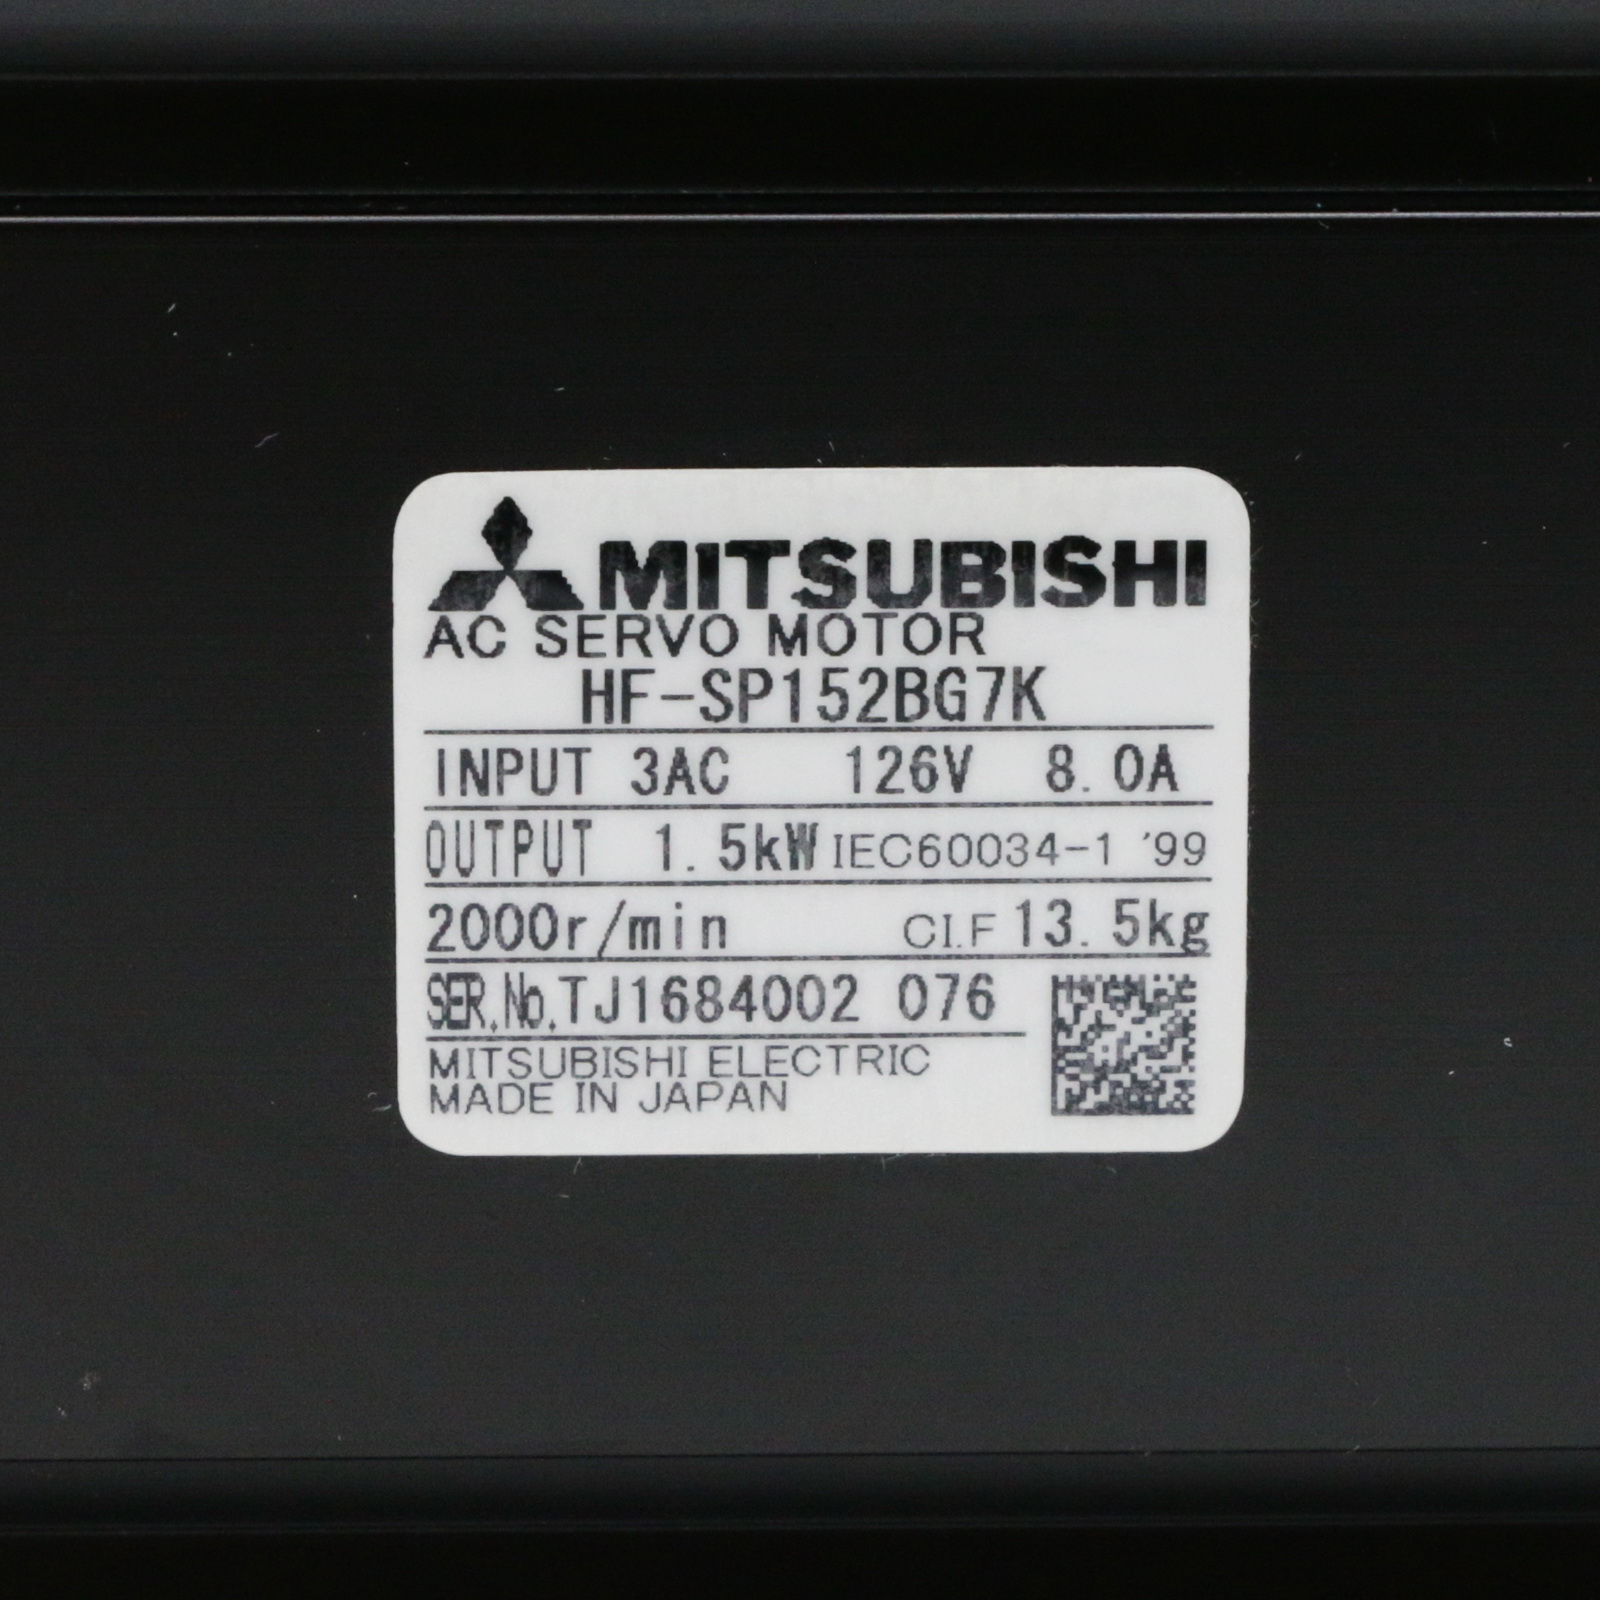 MITSUBISHI
AC SERVO MOTOR
HF-SP152BG7K
INPUT 3AC 126V 8.0A
OUTPUT 1.5kW IEC60034-1 '99
2000r/min CI.F 13.5kg
SER.No.TJ1684002 076
MITSUBISHI ELECTRIC
MADE IN JAPAN